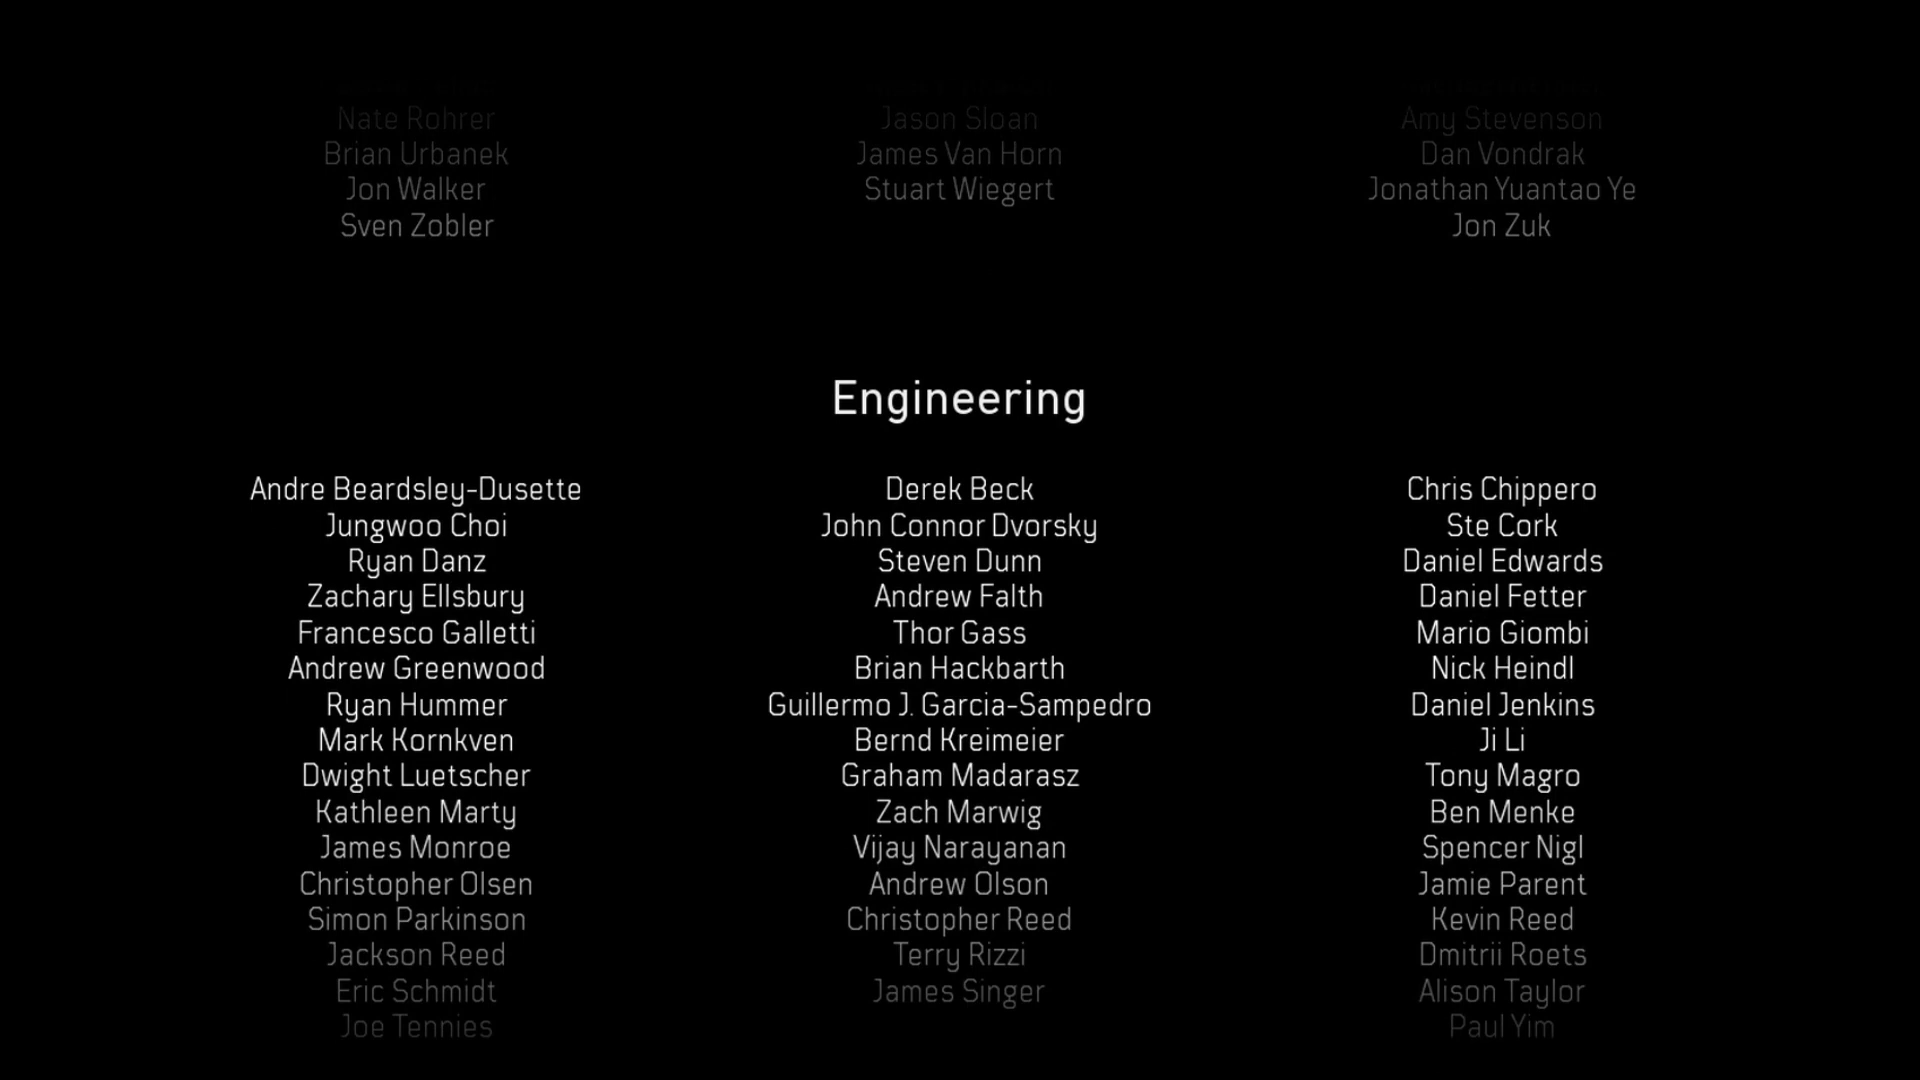 Nate Rohrer Jason Sloan Amy Stevenson
Brian Urbanek James Van Horn Dan Vondrak
Jon Walker Stuart Wiegert Jonathan Yuantao Ye
Sven Zobler Jon Zuk
Engineering
Andre Beardsley-Dusette Derek Beck Chris Chippero
Jungwoo Choi John Connor Dvorsky Ste Cork
Ryan Danz Steven Dunn Daniel Edwards
Zachary Ellsbury Andrew Falth Daniel Fetter
Francesco Galletti Thor Gass Mario Giombi
Andrew Greenwood Brian Hackbarth Nick Heindl
Ryan Hummer Guillermo J. Garcia-Sampedro Daniel Jenkins
Mark Kornkven Bernd Kreimeier Ji Li
Dwight Luetscher Graham Madarasz Tony Magro
Kathleen Marty Zach Marwig Ben Menke
James Monroe Vijay Narayanan Spencer Nigl
Christopher Olsen Andrew Olson Jamie Parent
Simon Parkinson Christopher Reed Kevin Reed
Jackson Reed Terry Rizzi Dmitrii Roets
Eric Schmidt James Singer Alison Taylor
Joe Tennies Paul Yim